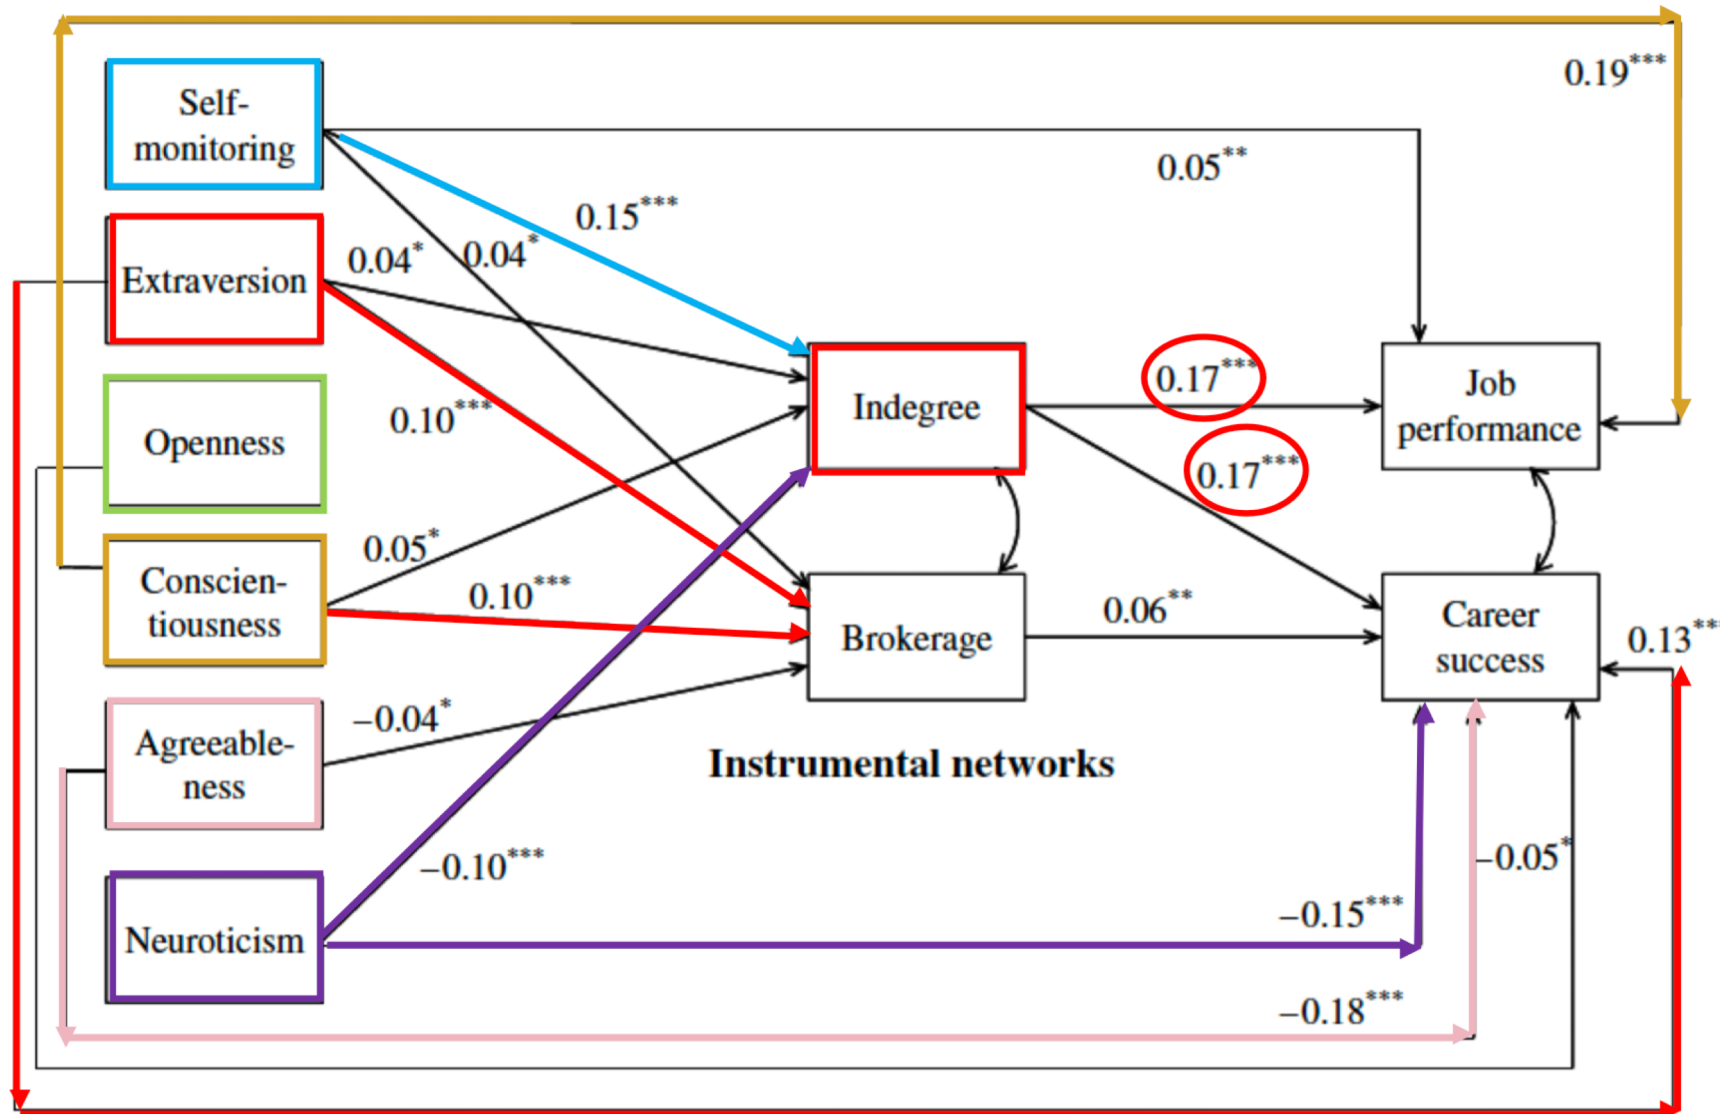 0.19***
Self-
monitoring
0.05**
0.15***
0.04*
0.04*
Extraversion
0.10***
Indegree
0.17***
Job
performance
Openness
0.17***
0.05*
Conscien-
tiousness
0.10***
Brokerage
0.06**
Career
success
0.13**
−0.04*
Agreeable-
ness
Instrumental networks
−0.10***
−0.05*
Neuroticism
−0.15***
−0.18***